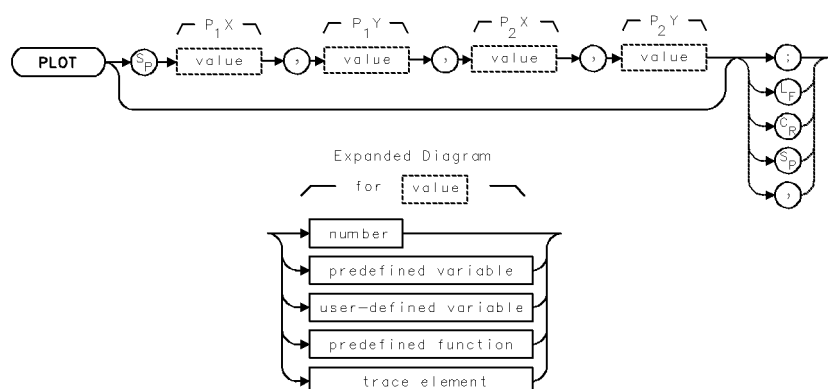 P1X P1Y P2X P2Y
PLOT SP value , value , value , value ;
LF
CR
SP
,
Expanded Diagram
for value
number
predefined variable
user-defined variable
predefined function
trace element